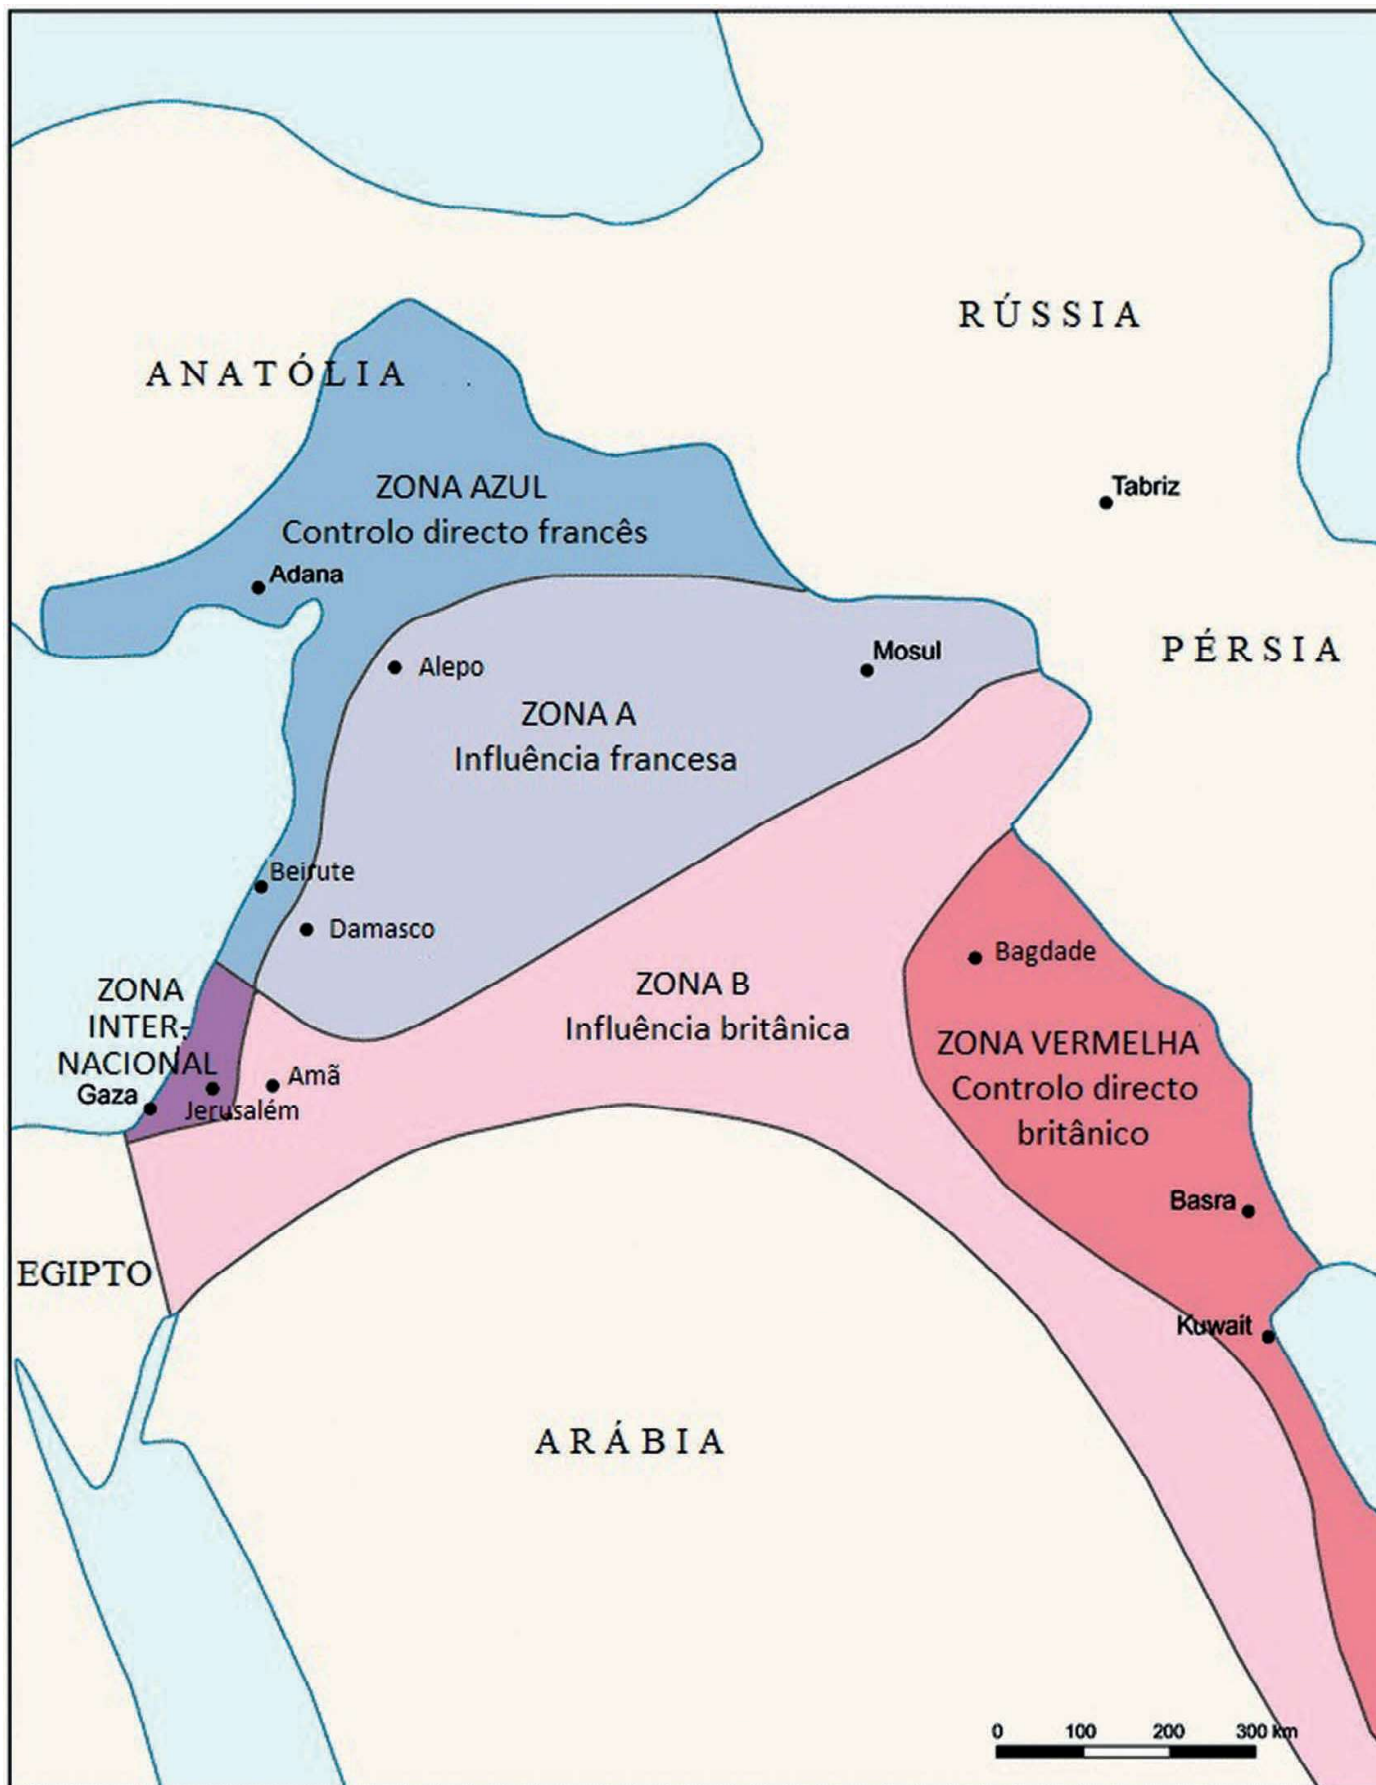 RÚSSIA
ANATÓLIA
ZONA AZUL
Controlo directo francês
Tabriz
Adana
PÉRSIA
Mosul
Alepo
ZONA A
Influência francesa
Beirute
Damasco
Bagdade
ZONA
INTER-
NACIONAL
ZONA B
Influência britânica
ZONA VERMELHA
Controlo directo
britânico
Amã
Gaza
Jerusalém
Basra
EGIPTO
Kuwait
ARÁBIA
0 100 200 300 km